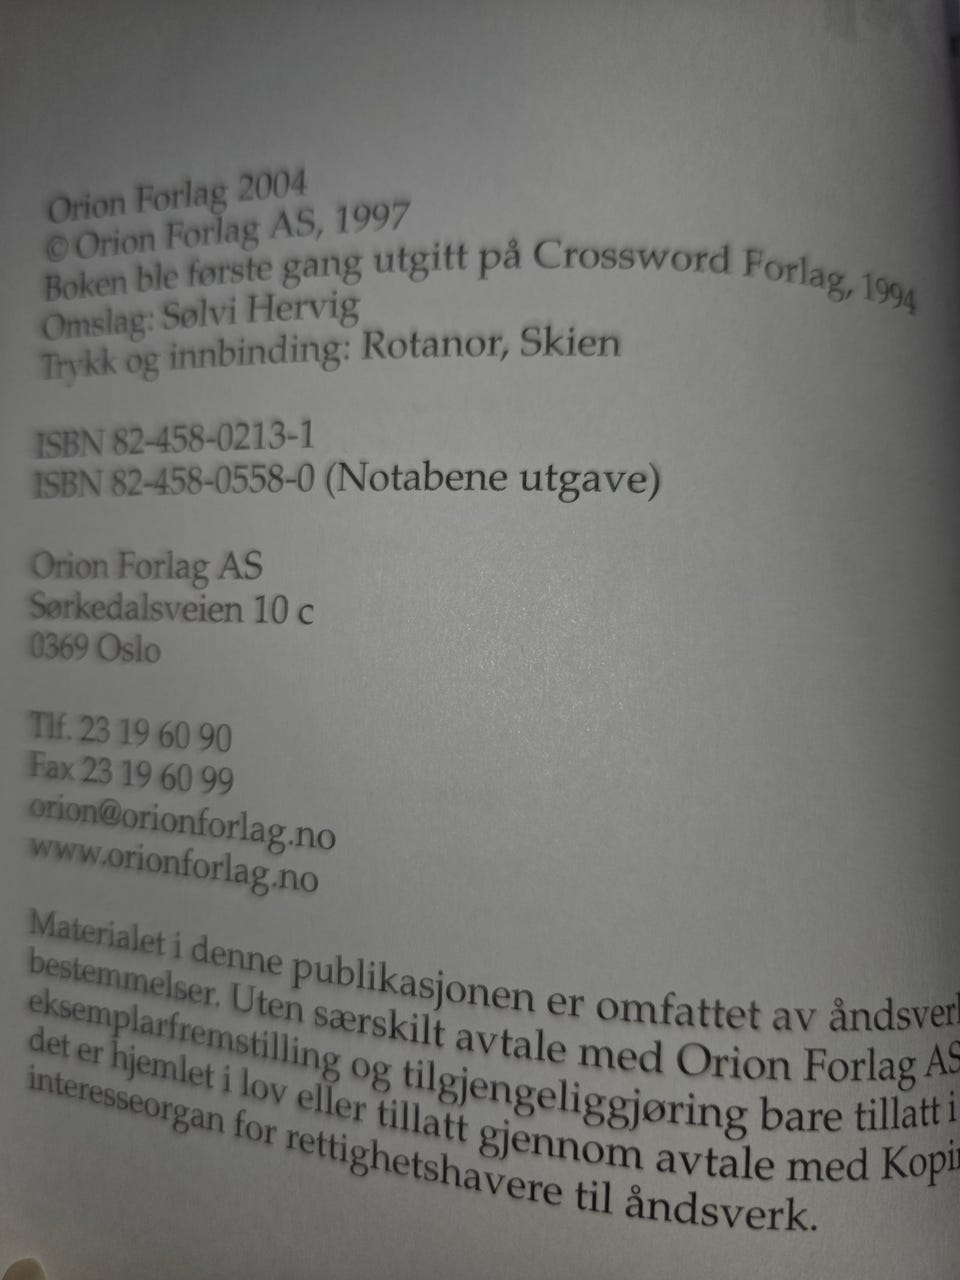 Orion Forlag 2004
© Orion Forlag AS, 1997
Boken ble første gang utgitt på Crossword Forlag, 1994
Omslag: Sølvi Hervig
Trykk og innbinding: Rotanor, Skien
ISBN 82-458-0213-1
ISBN 82-458-0558-0 (Notabene utgave)
Orion Forlag AS
Sørkedalsveien 10 c
0369 Oslo
Tlf. 23 19 60 90
Fax 23 19 60 99
orion@orionforlag.no
www.orionforlag.no
Materialet i denne publikasjonen er omfattet av åndsverk
bestemmelser. Uten særskilt avtale med Orion Forlag AS
eksemplarfremstilling og tilgjengeliggjøring bare tillatt i
det er hjemlet i lov eller tillatt gjennom avtale med Kopin
interesseorgan for rettighetshavere til åndsverk.